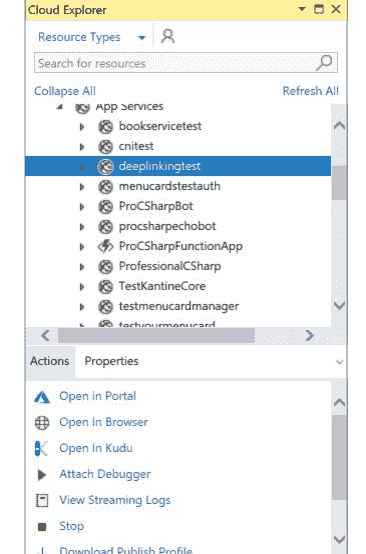 Cloud Explorer
Resource Types
Search for resources
Collapse All Refresh All
App Services
bookservicetest
cnitest
deeplinkingtest
menucardstestauth
ProCSharpBot
procsharpechobot
ProCSharpFunctionApp
ProfessionalCSharp
TestKantineCore
testmenucardmanager
testyourmenucard
Actions Properties
Open in Portal
Open In Browser
Open In Kudu
Attach Debugger
View Streaming Logs
Stop
Download Publish Profile